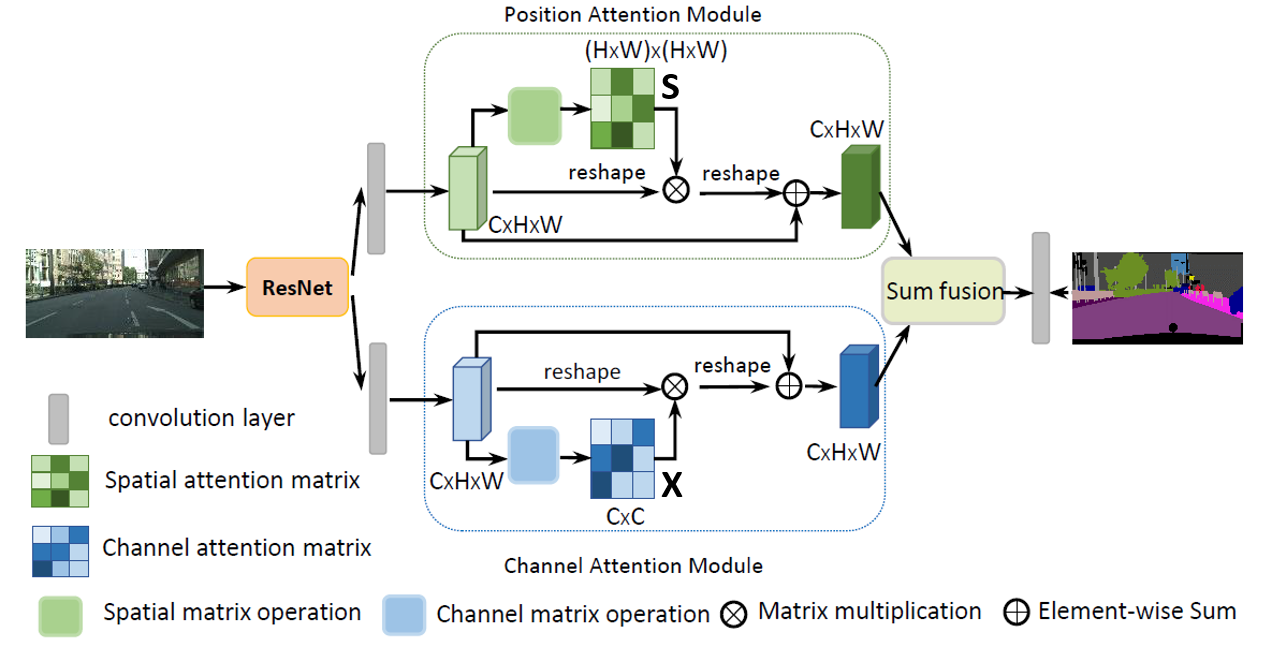 Position Attention Module
(HxW)x(HxW)
S
CxHxW
reshape
reshape
CxHxW
ResNet
Sum fusion
reshape
reshape
CxHxW
CxHxW
X
CxC
convolution layer
Spatial attention matrix
Channel attention matrix
Channel Attention Module
Spatial matrix operation
Channel matrix operation
Matrix multiplication
Element-wise Sum